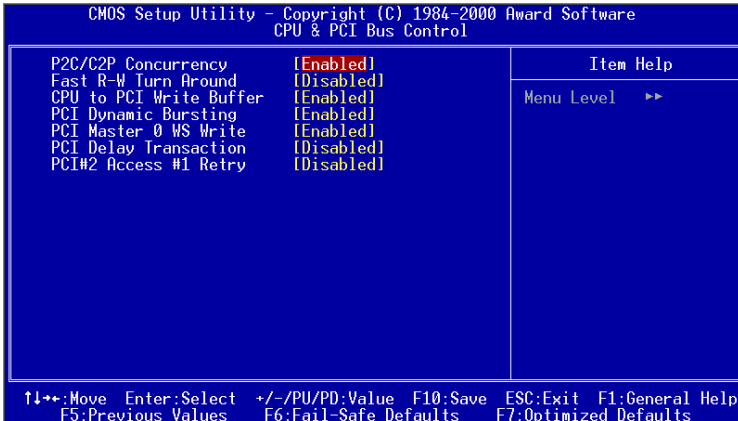 CMOS Setup Utility - Copyright (C) 1984-2000 Award Software
CPU & PCI Bus Control
P2C/C2P Concurrency [Enabled]
Fast R-W Turn Around [Disabled]
CPU to PCI Write Buffer [Enabled]
PCI Dynamic Bursting [Enabled]
PCI Master 0 WS Write [Enabled]
PCI Delay Transaction [Disabled]
PCI#2 Access #1 Retry [Disabled]
Item Help
Menu Level ▸▸
↑↓→←:Move Enter:Select +/-/PU/PD:Value F10:Save ESC:Exit F1:General Help
F5:Previous Values F6:Fail-Safe Defaults F7:Optimized Defaults